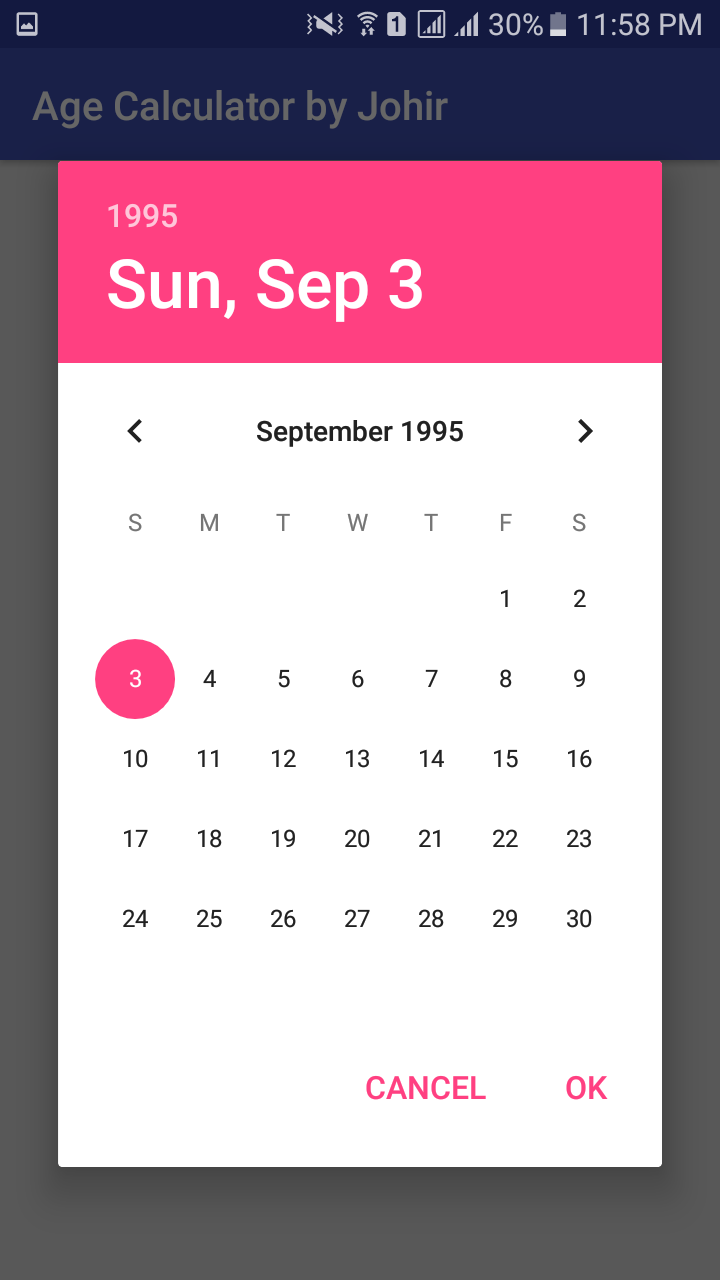 1 30% 11:58 PM
Age Calculator by Johir
1995
Sun, Sep 3
September 1995
S M T W T F S
1 2
3 4 5 6 7 8 9
10 11 12 13 14 15 16
17 18 19 20 21 22 23
24 25 26 27 28 29 30
CANCEL OK